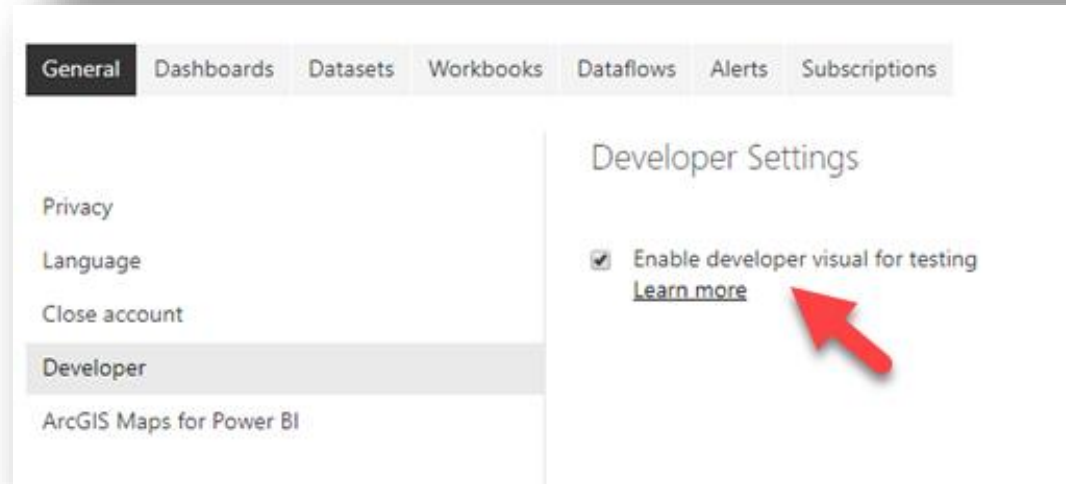 General Dashboards Datasets Workbooks Dataflows Alerts Subscriptions
Developer Settings
Privacy
Language
Close account
Developer
ArcGIS Maps for Power BI
Enable developer visual for testing
Learn more